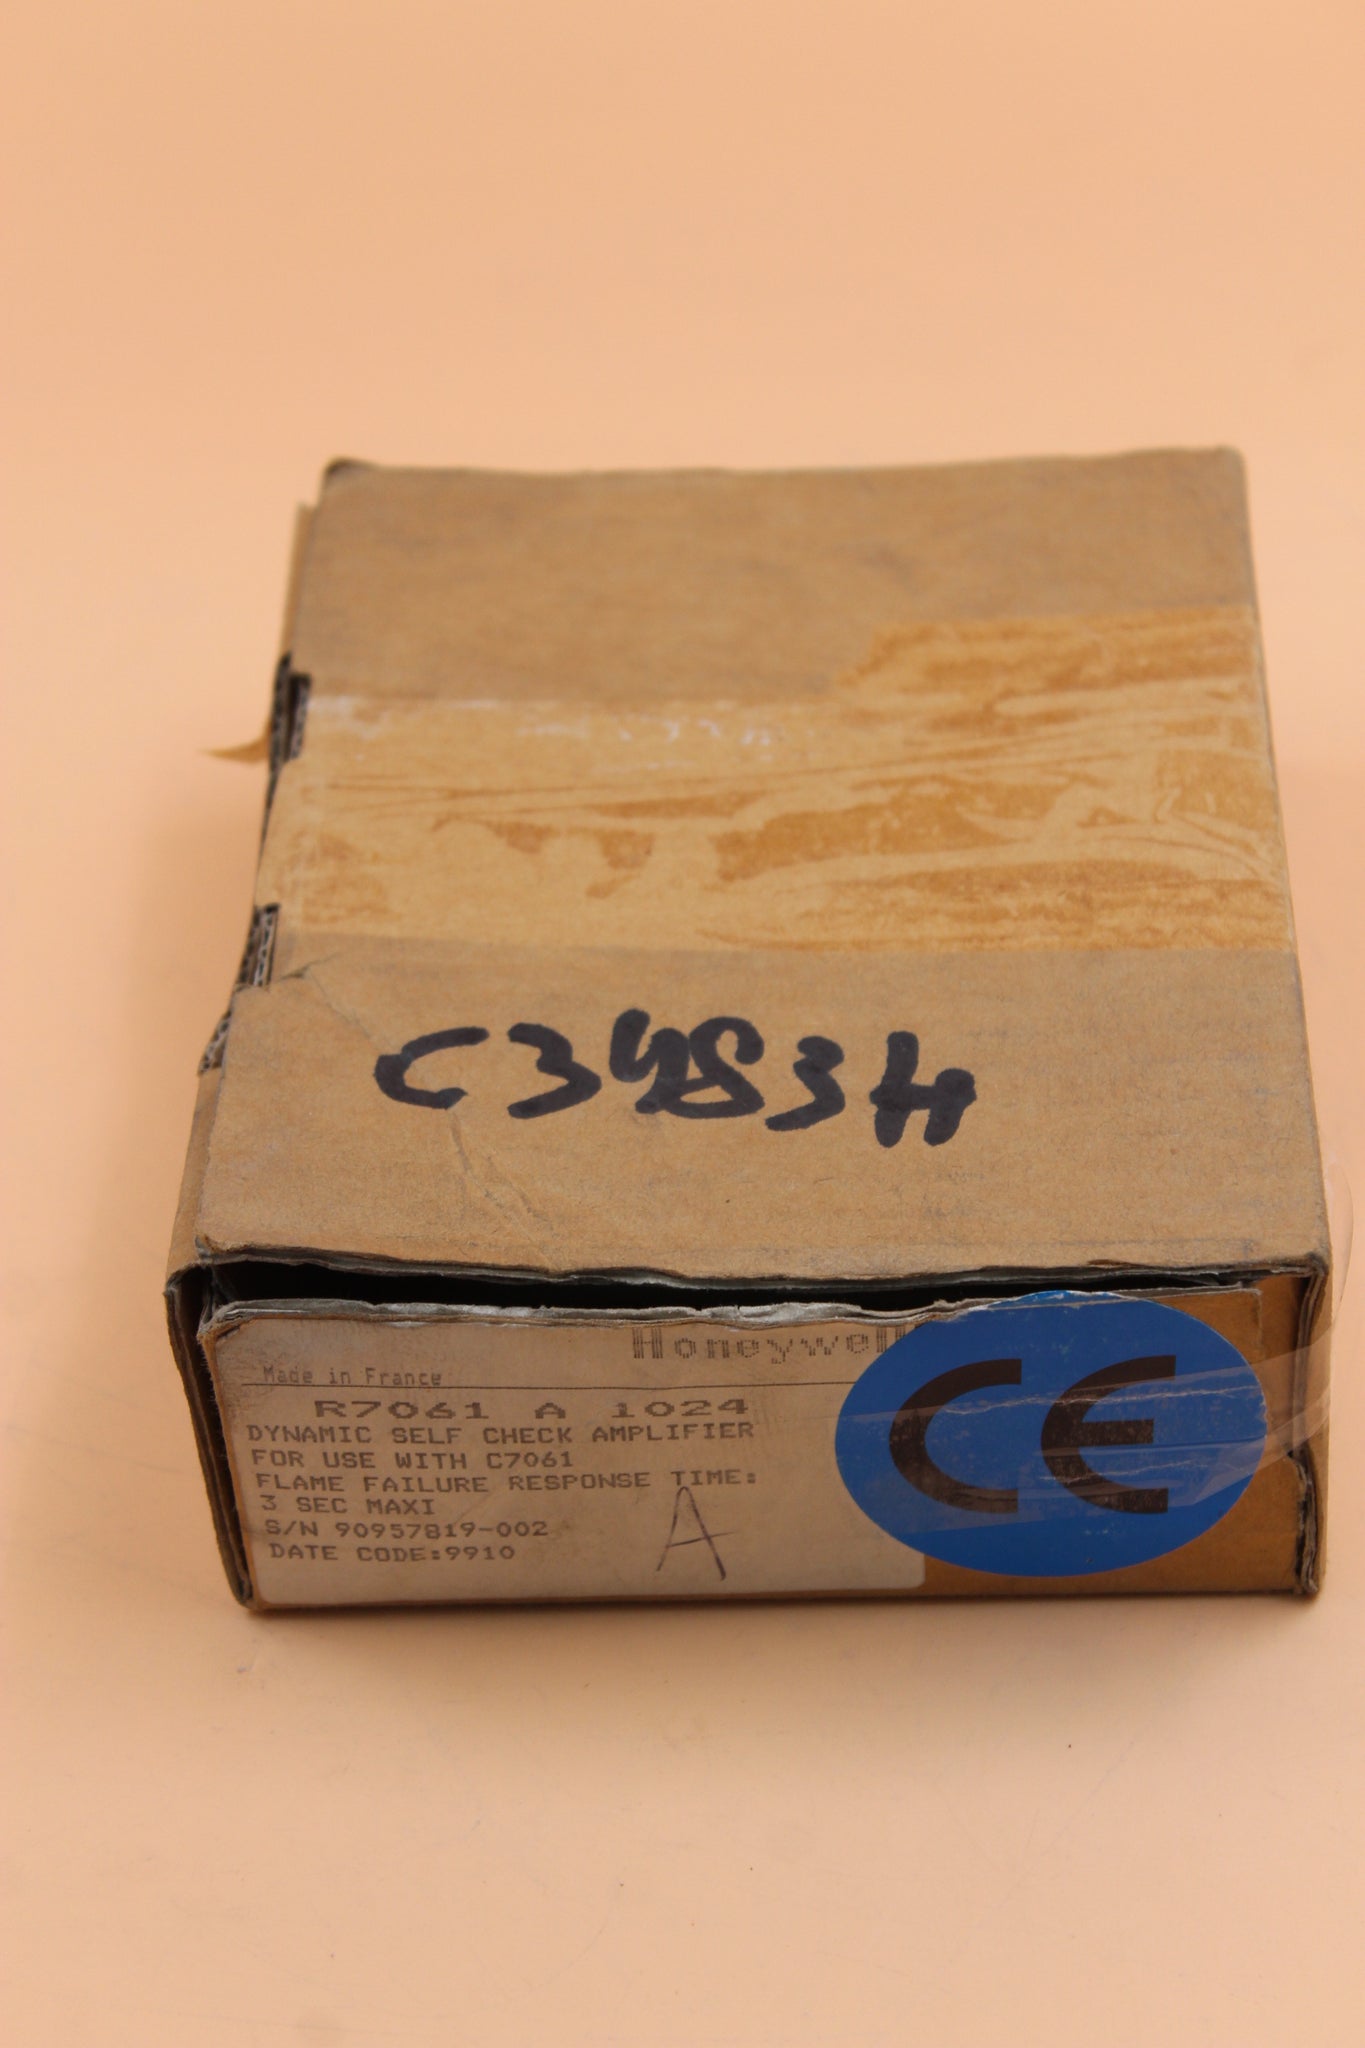 C3483H
Honeywell
Made in France
R7061 A 1024
DYNAMIC SELF CHECK AMPLIFIER
FOR USE WITH C7061
FLAME FAILURE RESPONSE TIME:
3 SEC MAXI
S/N 90957819-002
DATE CODE:9910
A
CE